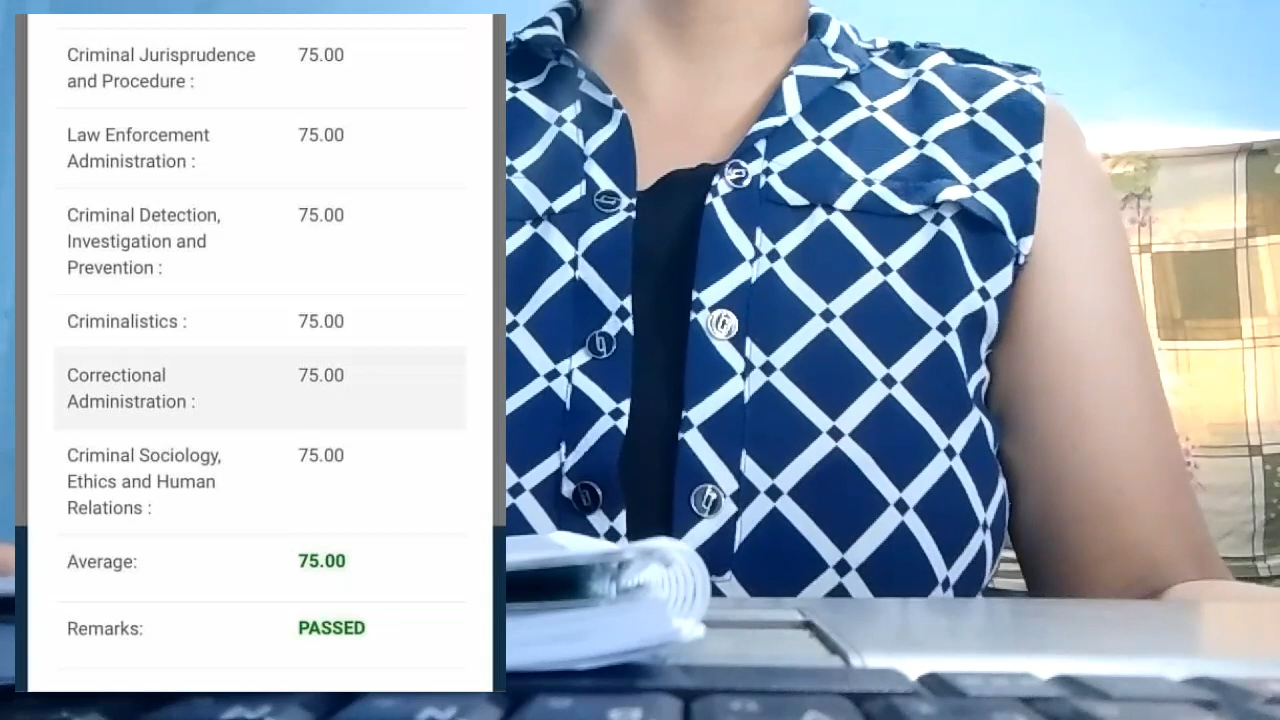 Criminal Jurisprudence 75.00
and Procedure :
Law Enforcement 75.00
Administration :
Criminal Detection, 75.00
Investigation and
Prevention :
Criminalistics : 75.00
Correctional 75.00
Administration :
Criminal Sociology, 75.00
Ethics and Human
Relations :
Average: 75.00
Remarks: PASSED